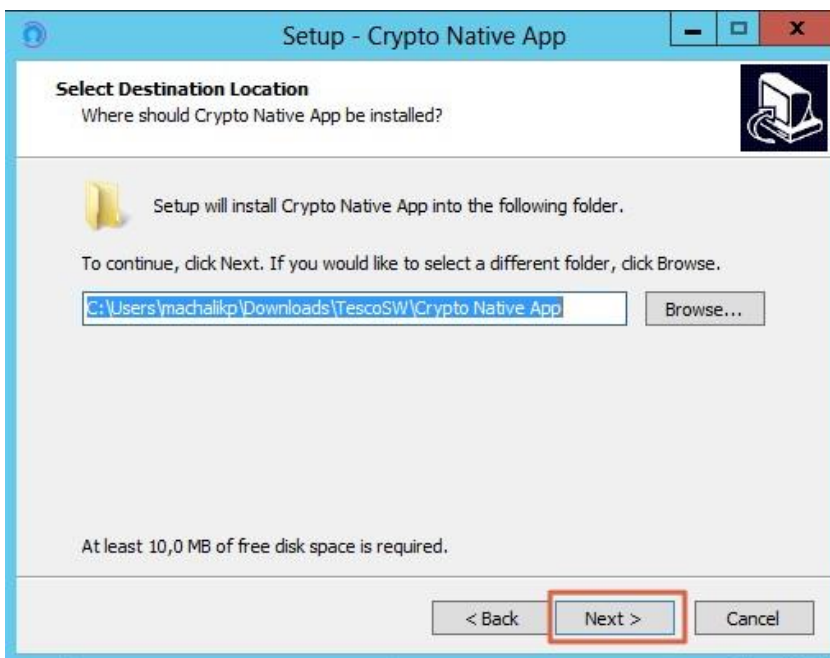 Setup - Crypto Native App
Select Destination Location
Where should Crypto Native App be installed?
Setup will install Crypto Native App into the following folder.
To continue, click Next. If you would like to select a different folder, click Browse.
C:\Users\machalikp\Downloads\TescoSW\Crypto Native App
Browse...
At least 10,0 MB of free disk space is required.
< Back
Next >
Cancel